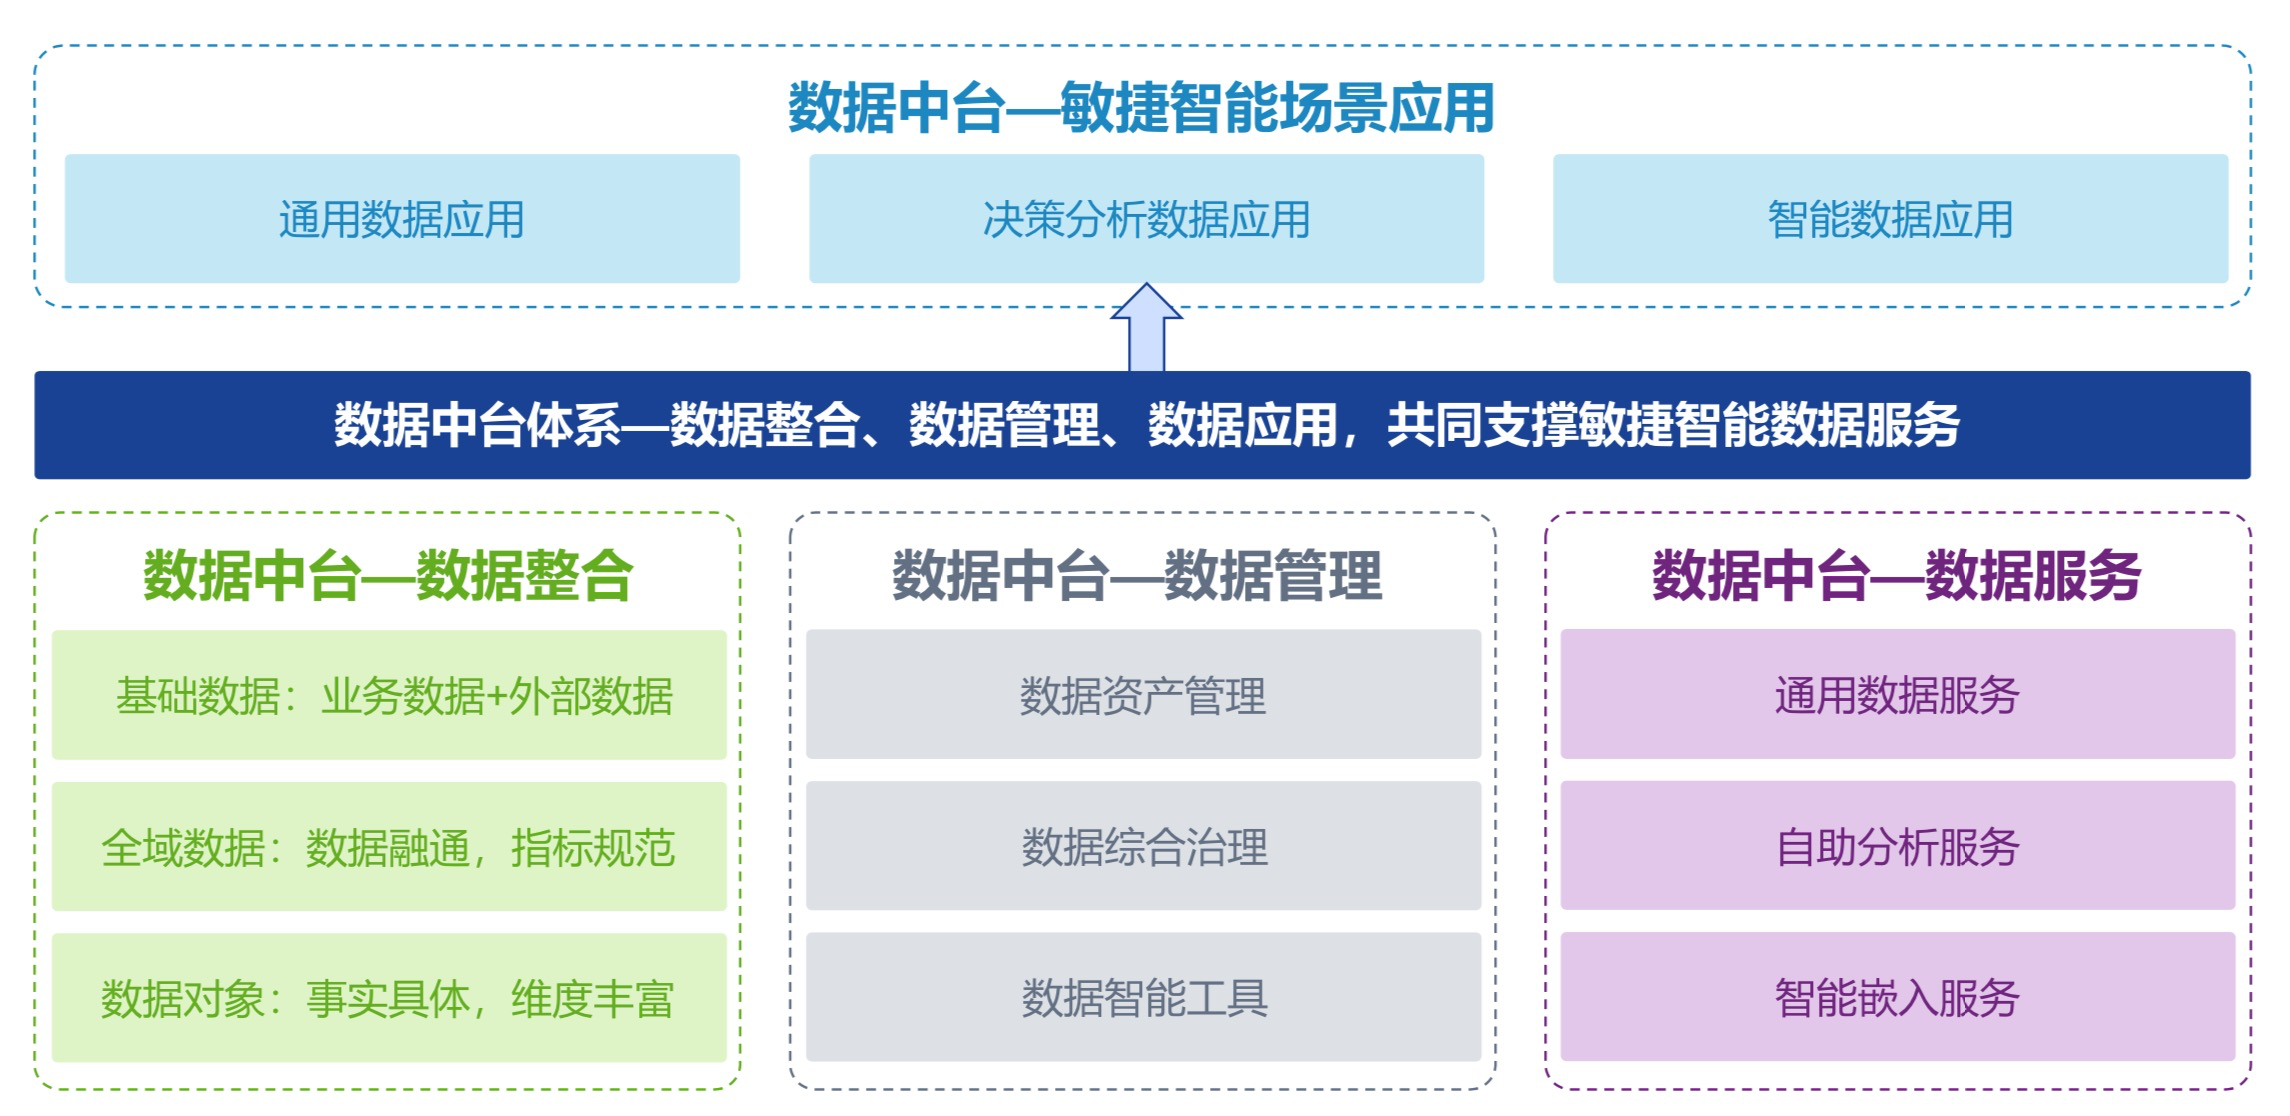 数据中台—敏捷智能场景应用
通用数据应用
决策分析数据应用
智能数据应用
数据中台体系—数据整合、数据管理、数据应用，共同支撑敏捷智能数据服务
数据中台—数据整合
基础数据：业务数据+外部数据
全域数据：数据融通，指标规范
数据对象：事实具体，维度丰富
数据中台—数据管理
数据资产管理
数据综合治理
数据智能工具
数据中台—数据服务
通用数据服务
自助分析服务
智能嵌入服务